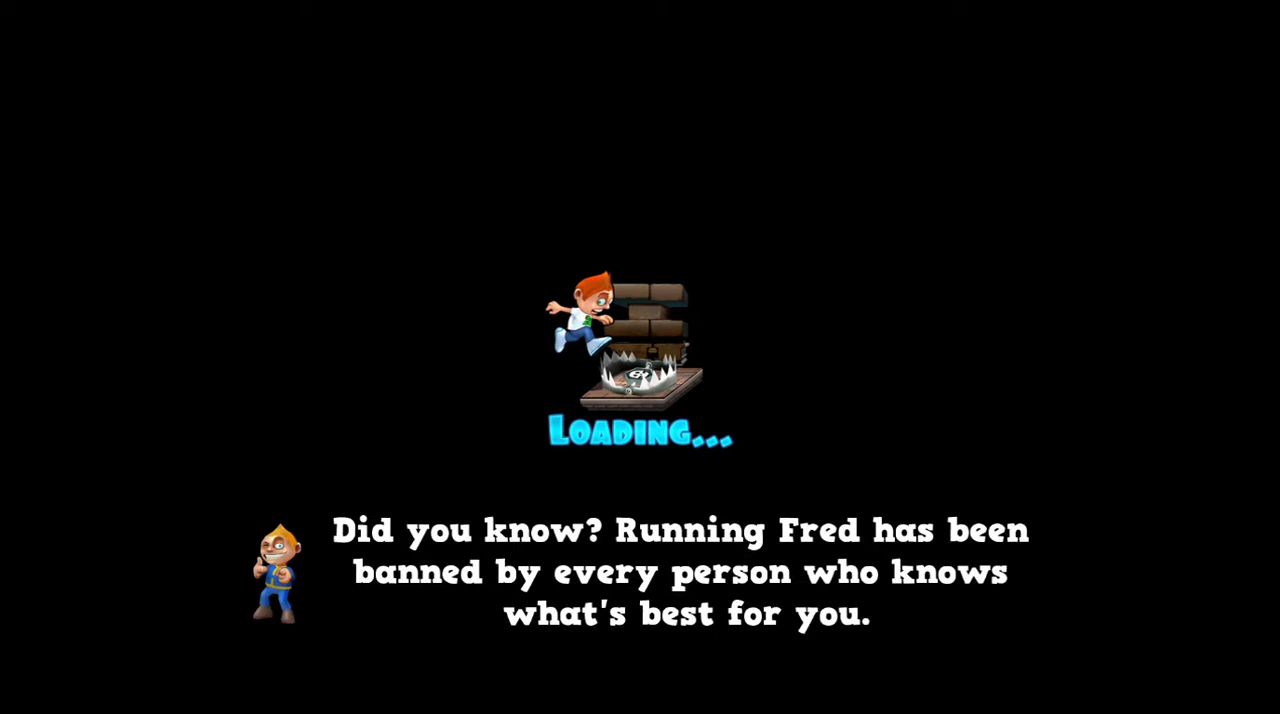 Loading...
Did you know? Running Fred has been
banned by every person who knows
what's best for you.